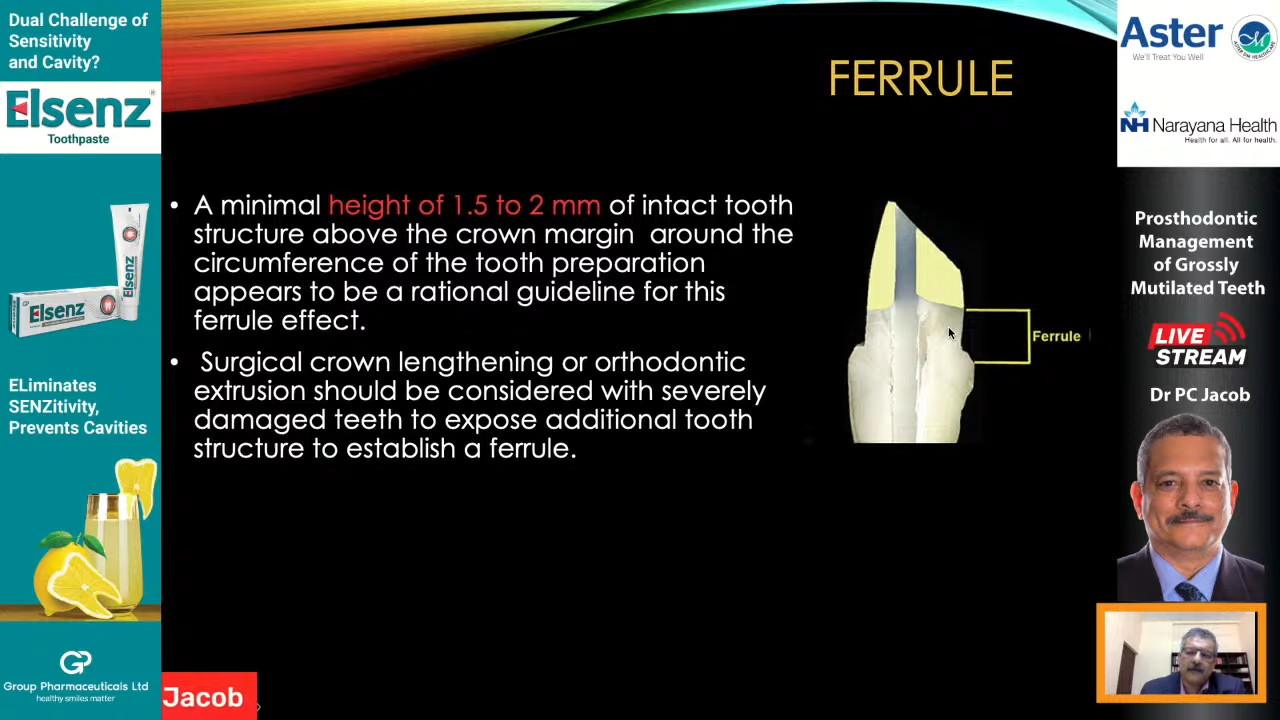 Dual Challenge of
Sensitivity
and Cavity?
Elsenz
Toothpaste
Elsenz
Elsenz
ELiminates
SENZitivity,
Prevents Cavities
GP
Group Pharmaceuticals Ltd
healthy smiles matter
FERRULE
• A minimal height of 1.5 to 2 mm of intact tooth
structure above the crown margin around the
circumference of the tooth preparation
appears to be a rational guideline for this
ferrule effect.
• Surgical crown lengthening or orthodontic
extrusion should be considered with severely
damaged teeth to expose additional tooth
structure to establish a ferrule.
Ferrule
Jacob
Aster
We'll Treat You Well
NH Narayana Health
Health for all. All for health.
Prosthodontic
Management
of Grossly
Mutilated Teeth
LIVE
STREAM
Dr PC Jacob